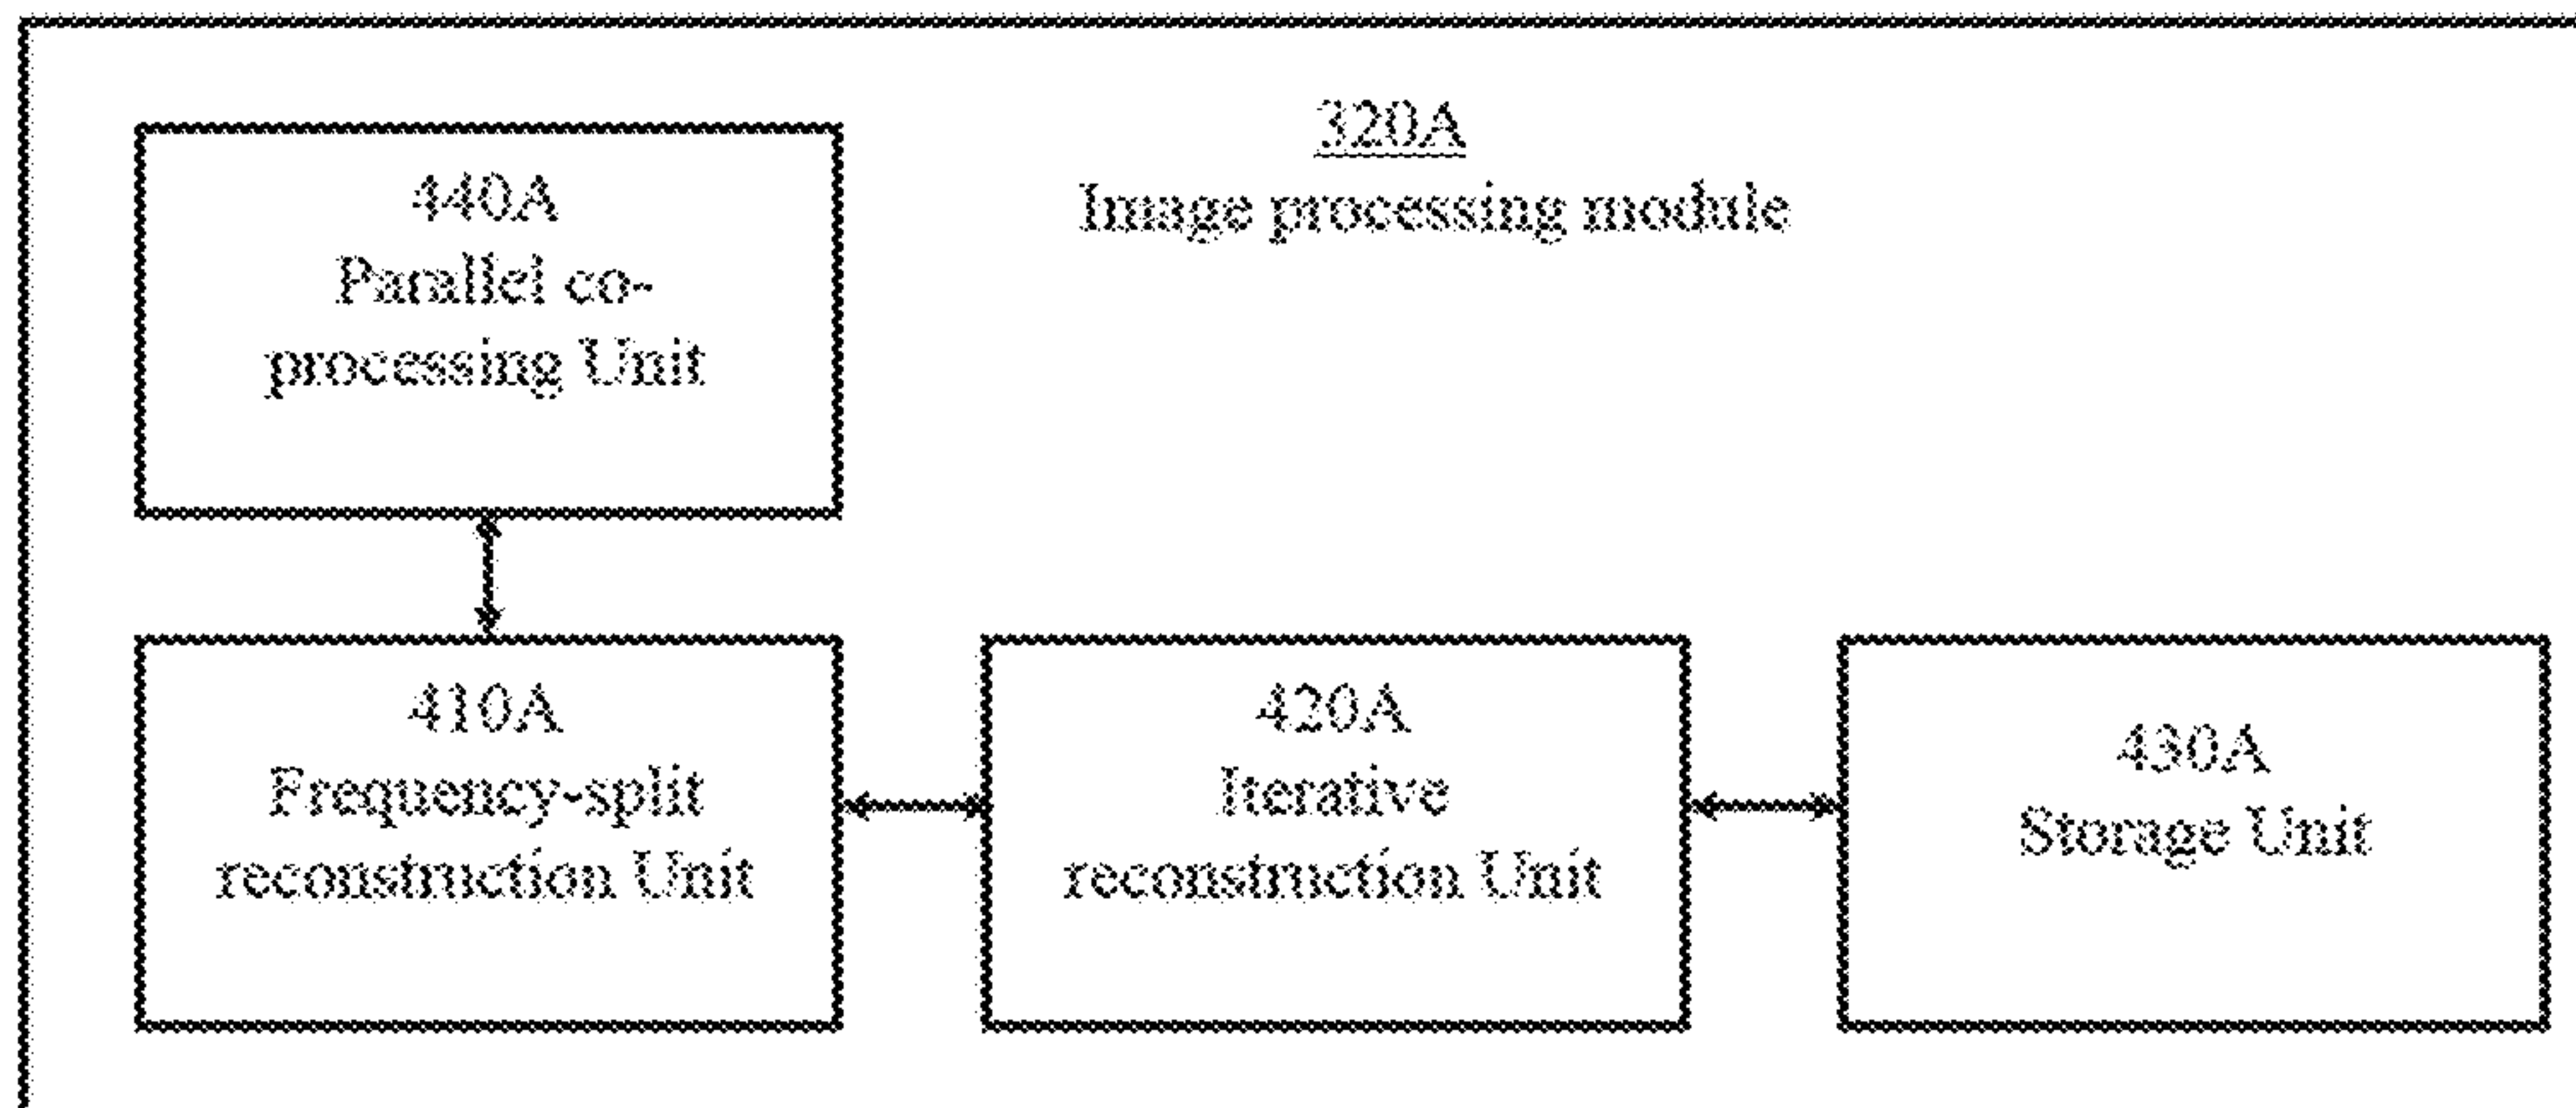 320A
Image processing module
440A
Parallel co-
processing Unit
410A
Frequency-split
reconstruction Unit
420A
Iterative
reconstruction Unit
430A
Storage Unit